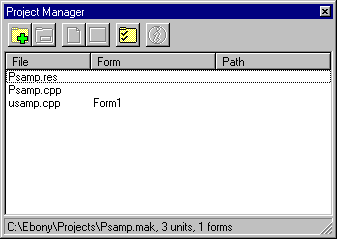 Project Manager
File Form Path
Psamp.res
Psamp.cpp
usamp.cpp Form1
C:\Ebony\Projects\Psamp.mak, 3 units, 1 forms